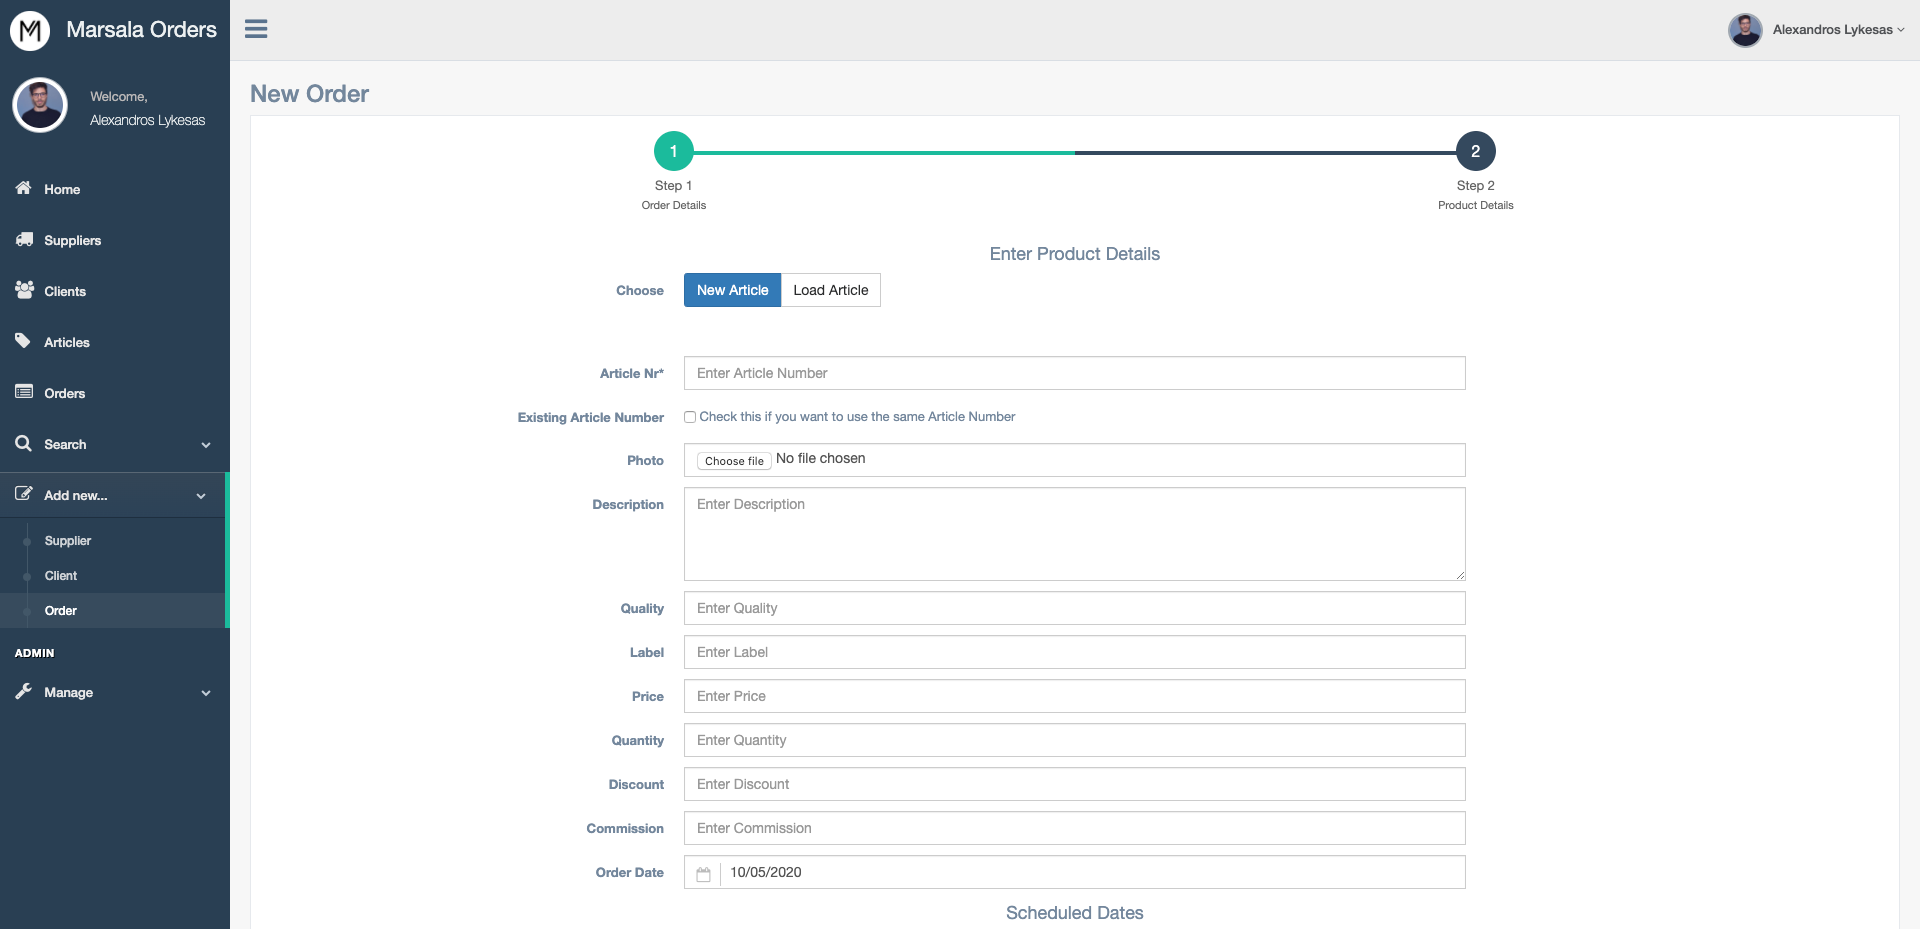 M Marsala Orders
Alexandros Lykesas
Welcome,
Alexandros Lykesas
Home
Suppliers
Clients
Articles
Orders
Search
Add new...
Supplier
Client
Order
ADMIN
Manage
New Order
1
2
Step 1
Step 2
Order Details
Product Details
Enter Product Details
Choose New Article Load Article
Article Nr* Enter Article Number
Existing Article Number Check this if you want to use the same Article Number
Photo Choose file No file chosen
Description Enter Description
Quality Enter Quality
Label Enter Label
Price Enter Price
Quantity Enter Quantity
Discount Enter Discount
Commission Enter Commission
Order Date 10/05/2020
Scheduled Dates